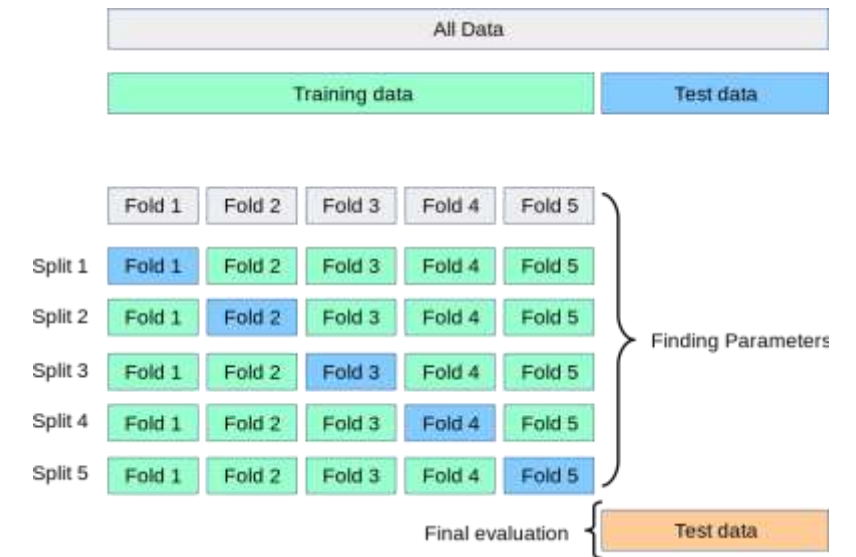 All Data
Training data Test data
Fold 1 Fold 2 Fold 3 Fold 4 Fold 5
Split 1 Fold 1 Fold 2 Fold 3 Fold 4 Fold 5
Split 2 Fold 1 Fold 2 Fold 3 Fold 4 Fold 5
Finding Parameters
Split 3 Fold 1 Fold 2 Fold 3 Fold 4 Fold 5
Split 4 Fold 1 Fold 2 Fold 3 Fold 4 Fold 5
Split 5 Fold 1 Fold 2 Fold 3 Fold 4 Fold 5
Final evaluation Test data